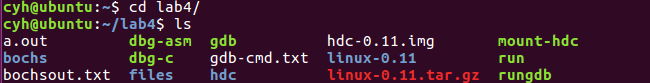 cyh@ubuntu:~$ cd lab4/
cyh@ubuntu:~/lab4$ ls
a.out dbg-asm gdb hdc-0.11.img mount-hdc
bochs dbg-c gdb-cmd.txt linux-0.11 run
bochsout.txt files hdc linux-0.11.tar.gz rungdb